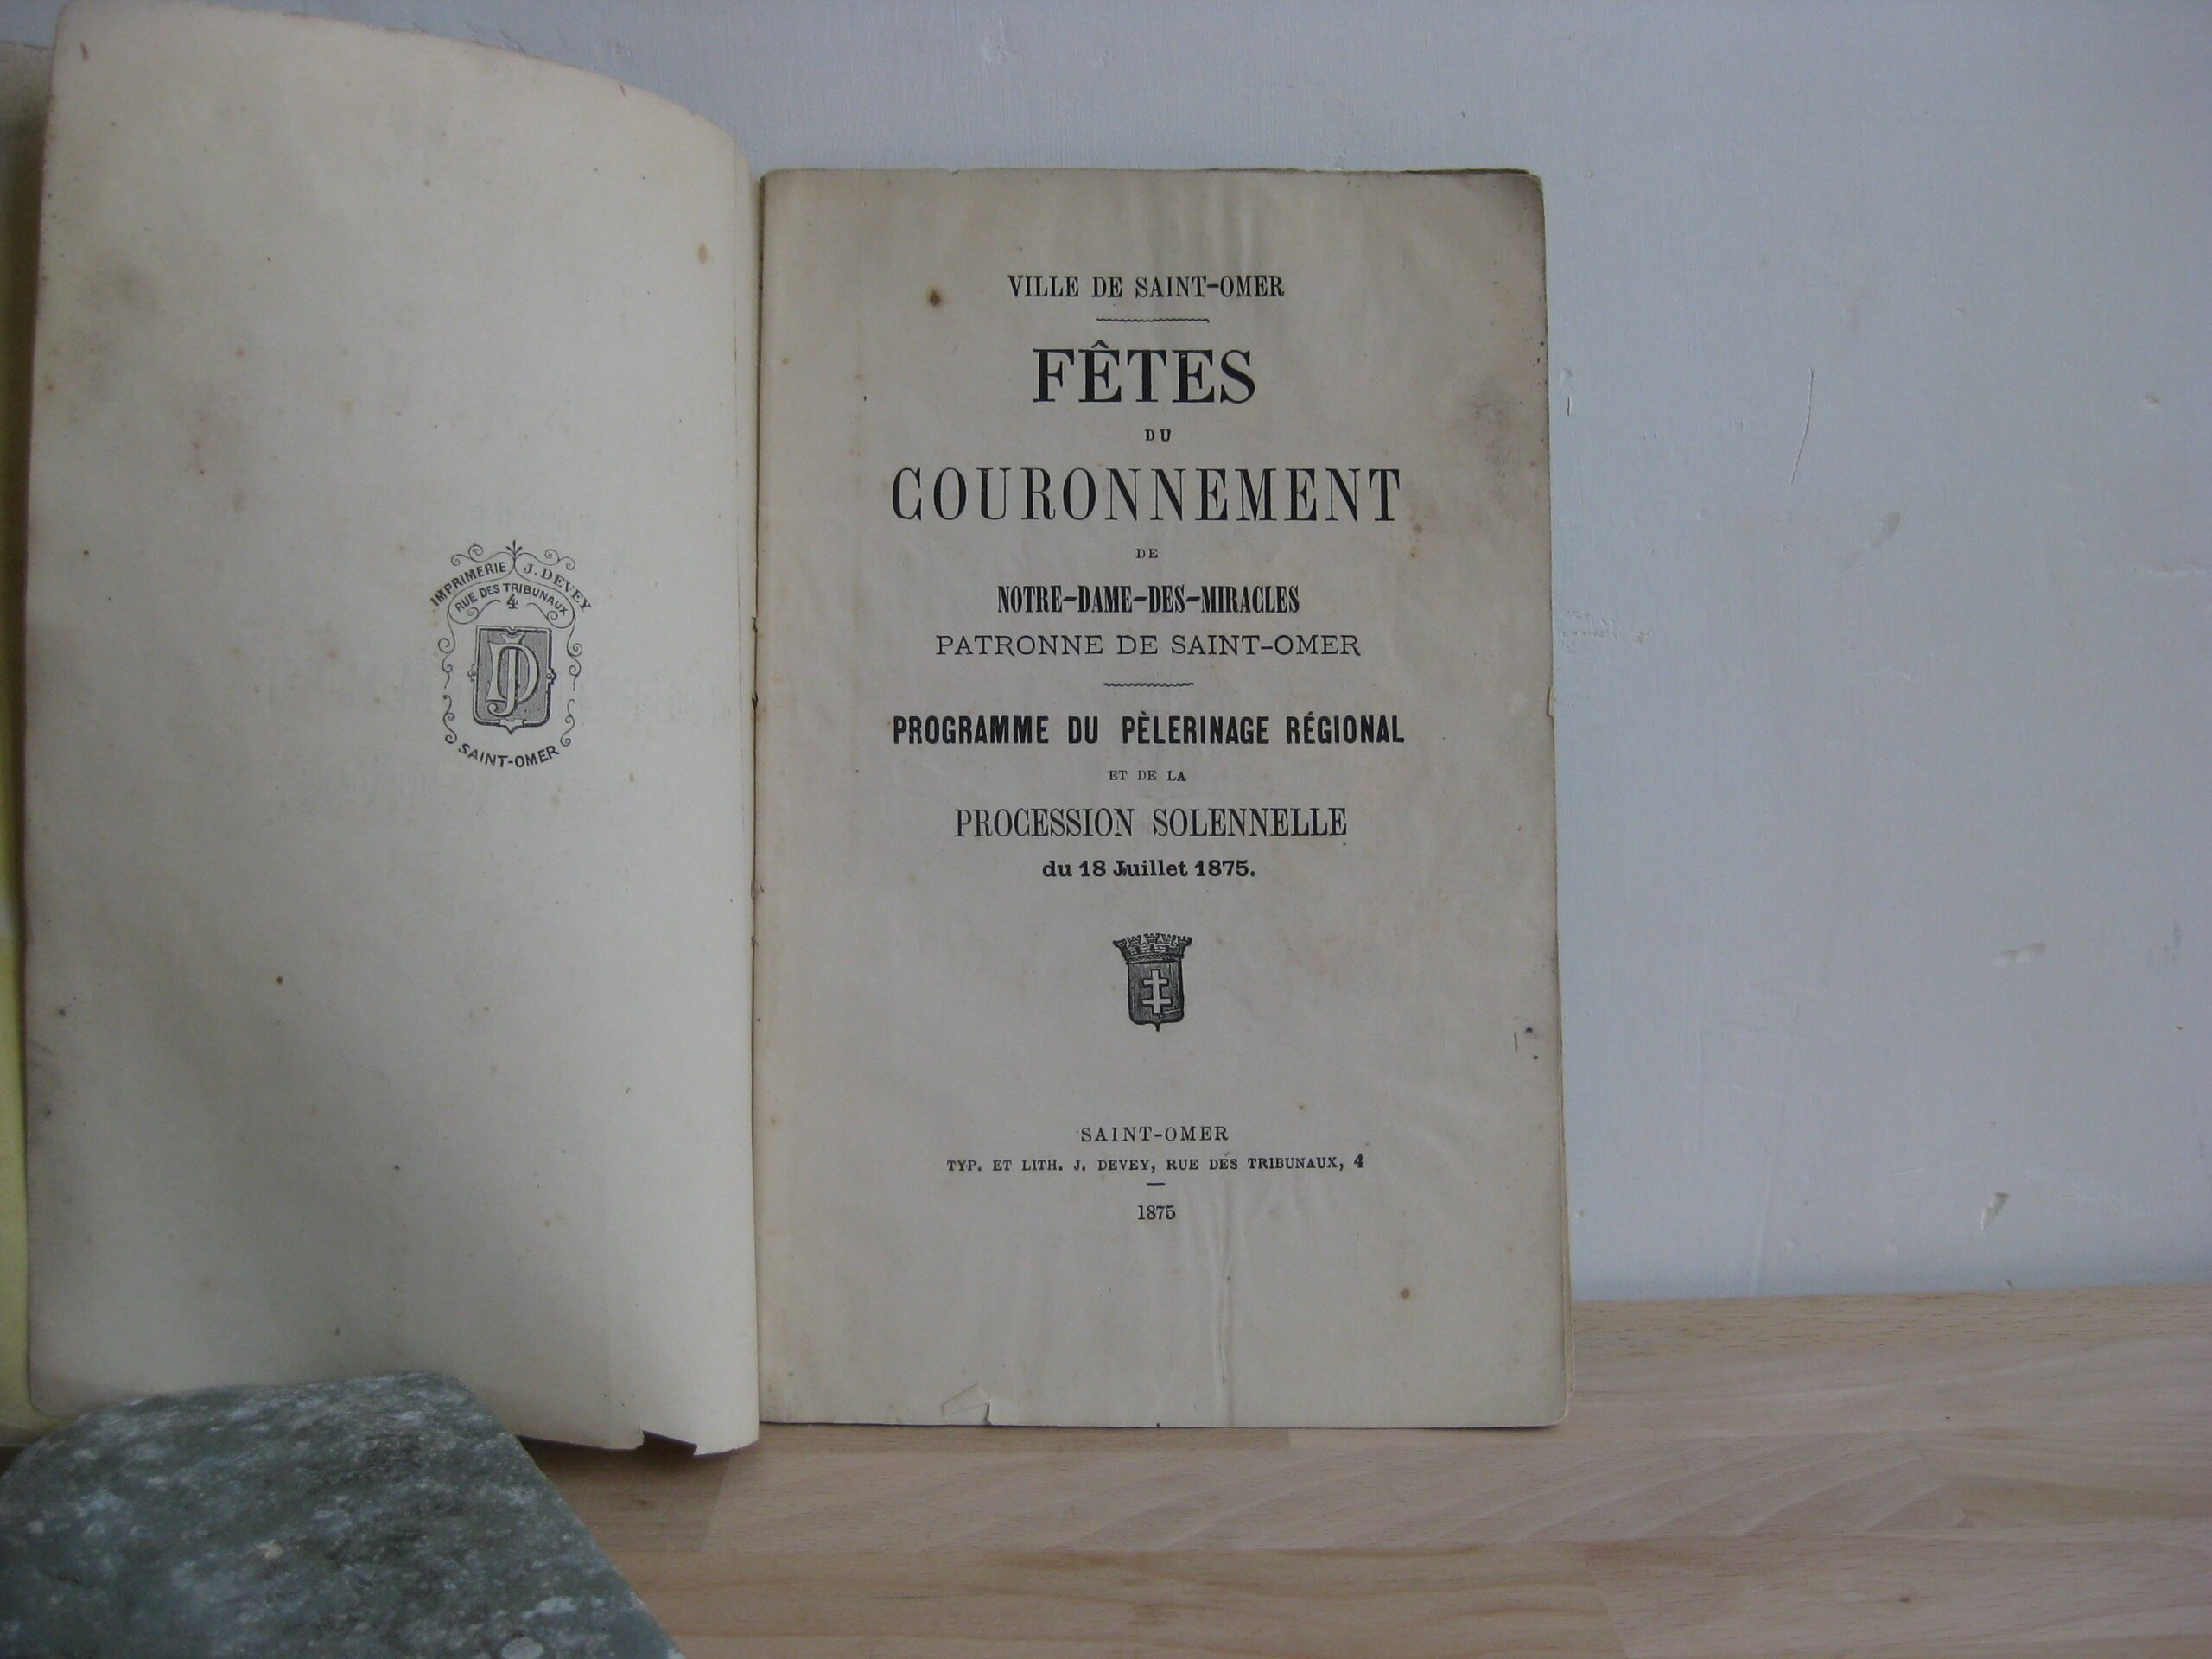 IMPRIMERIE J. DEVEY
RUE DES TRIBUNAUX
4
JD
SAINT-OMER
VILLE DE SAINT-OMER
FÊTES
DU
COURONNEMENT
DE
NOTRE-DAME-DES-MIRACLES
PATRONNE DE SAINT-OMER
PROGRAMME DU PÈLERINAGE RÉGIONAL
ET DE LA
PROCESSION SOLENNELLE
du 18 Juillet 1875.
SAINT-OMER
TYP. ET LITH. J. DEVEY, RUE DES TRIBUNAUX, 4
1875